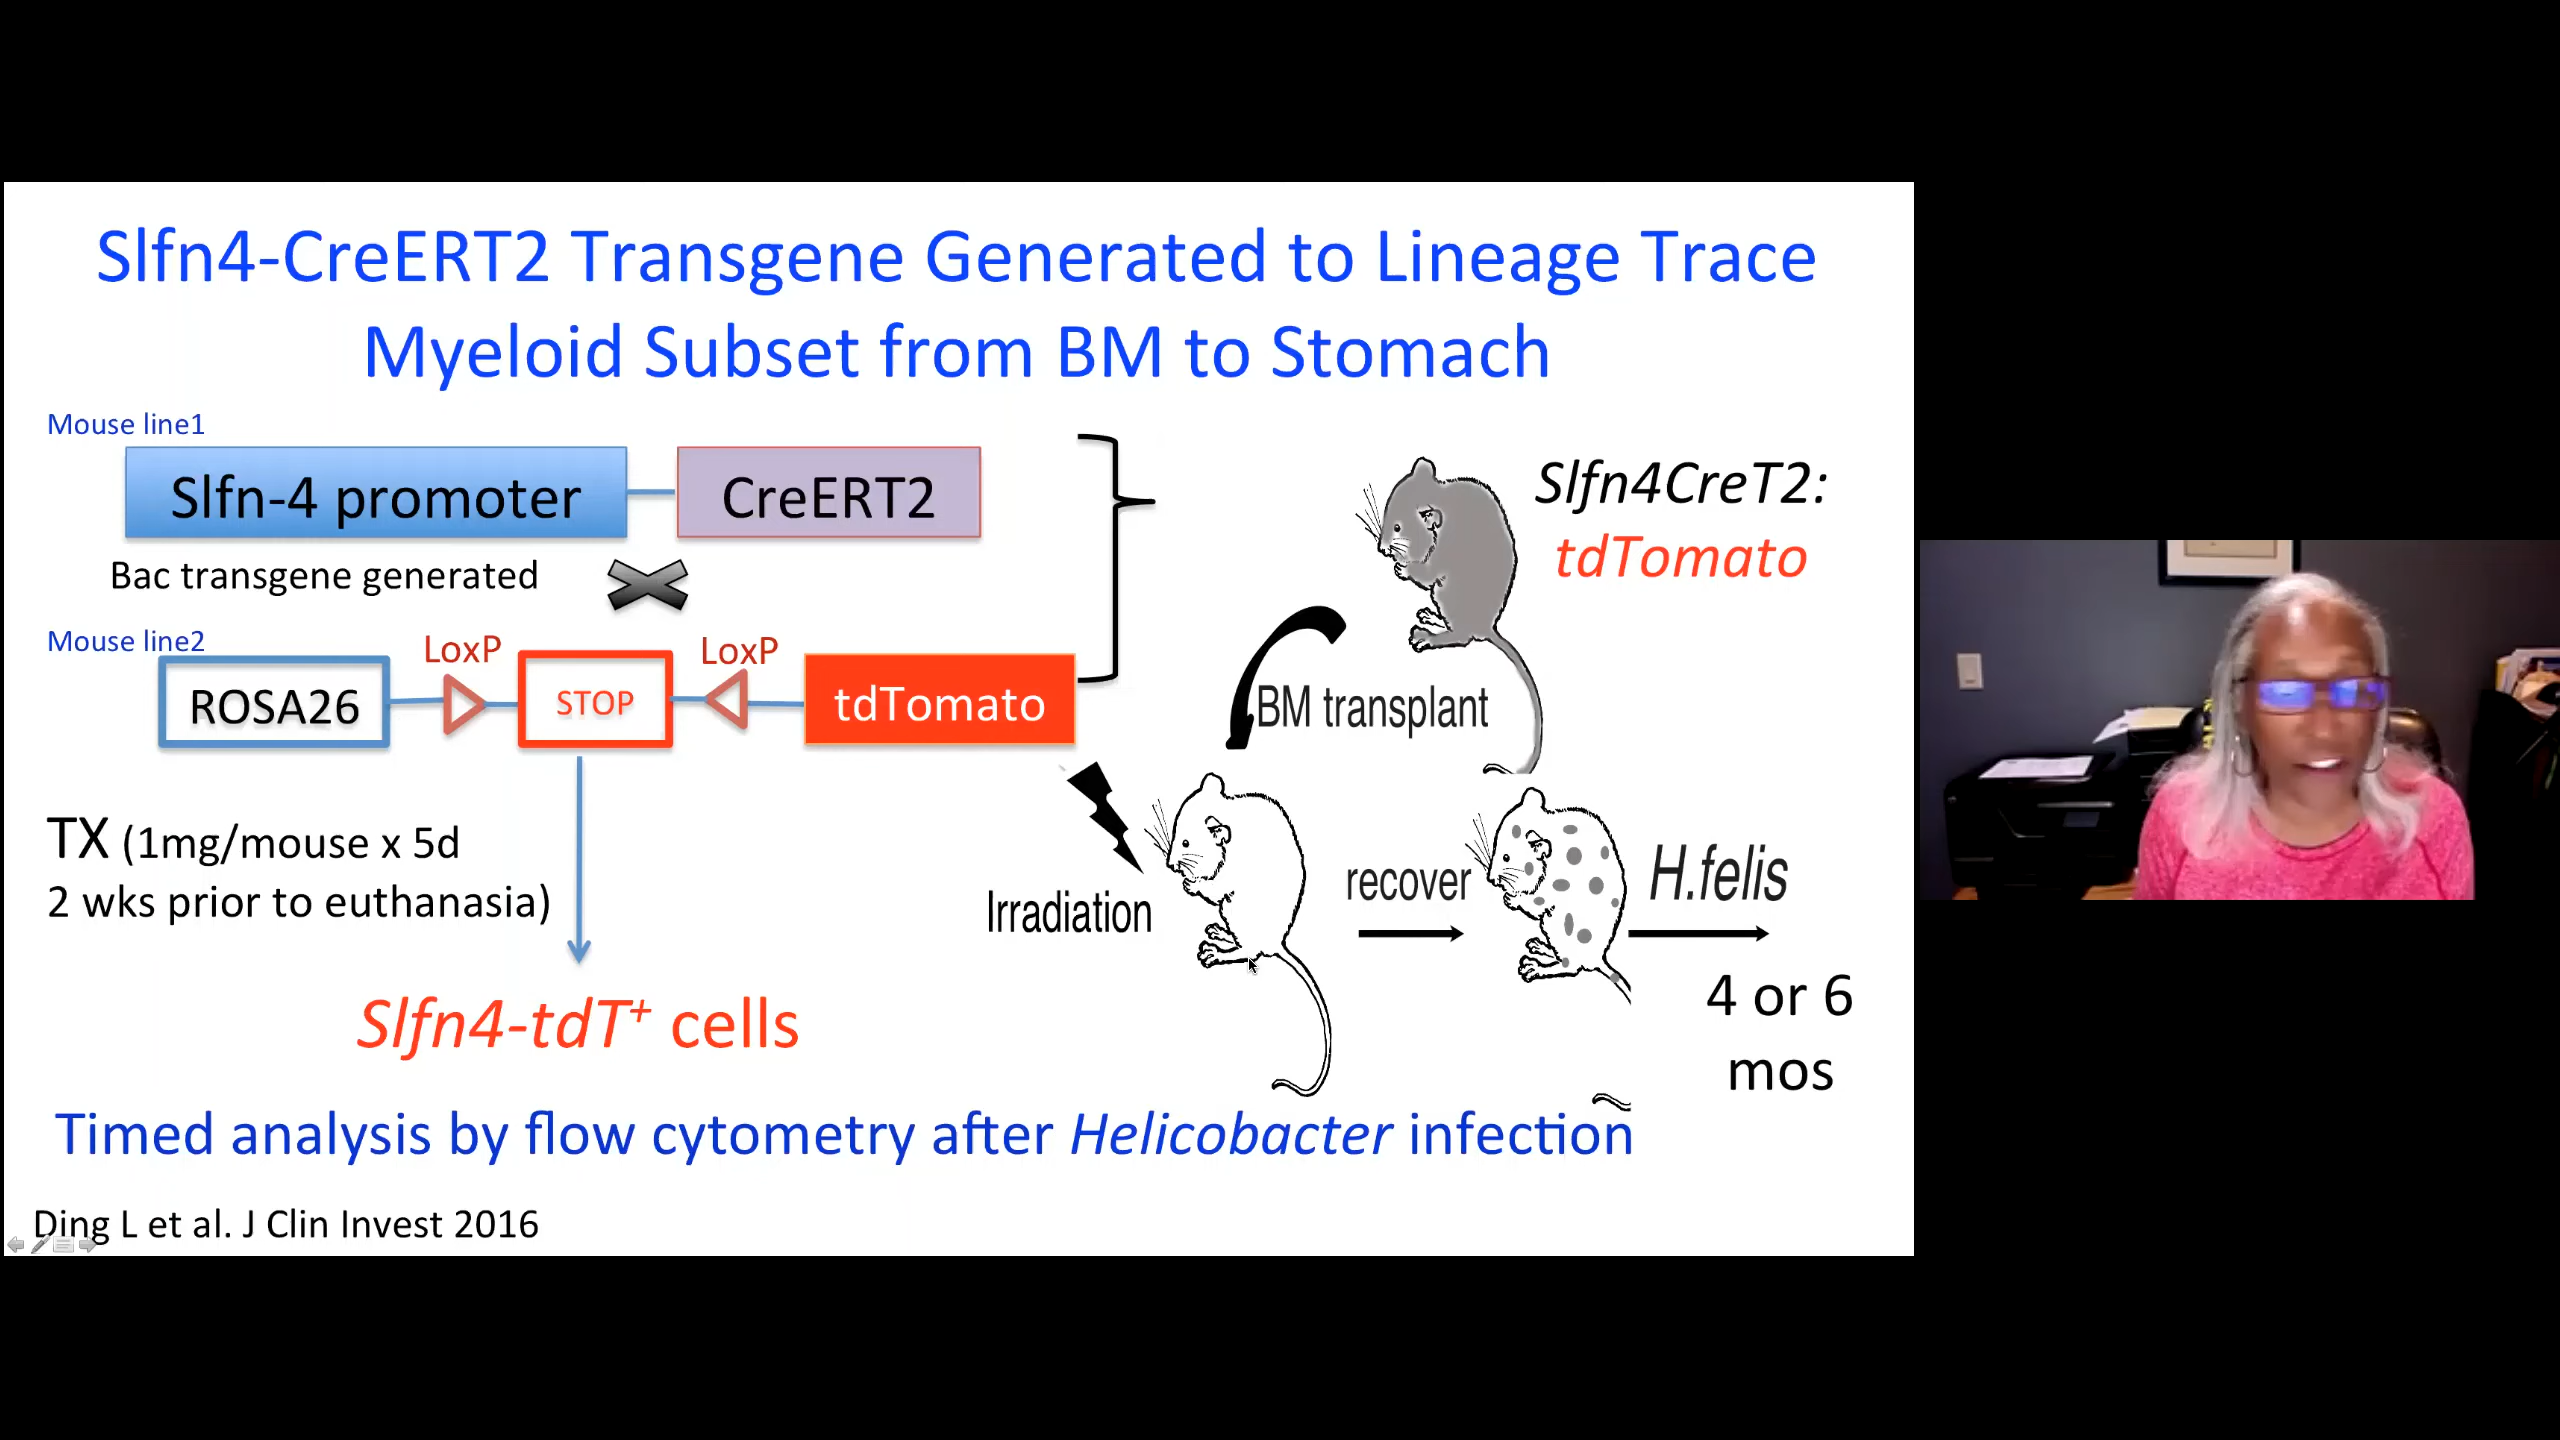 Slfn4-CreERT2 Transgene Generated to Lineage Trace
Myeloid Subset from BM to Stomach
Mouse line1
Slfn-4 promoter
CreERT2
Bac transgene generated
Mouse line2
LoxP
LoxP
ROSA26
STOP
tdTomato
TX (1mg/mouse x 5d
2 wks prior to euthanasia)
Slfn4-tdT+ cells
Slfn4CreT2:
tdTomato
BM transplant
Irradiation
recover
H.felis
4 or 6
mos
Timed analysis by flow cytometry after Helicobacter infection
Ding L et al. J Clin Invest 2016